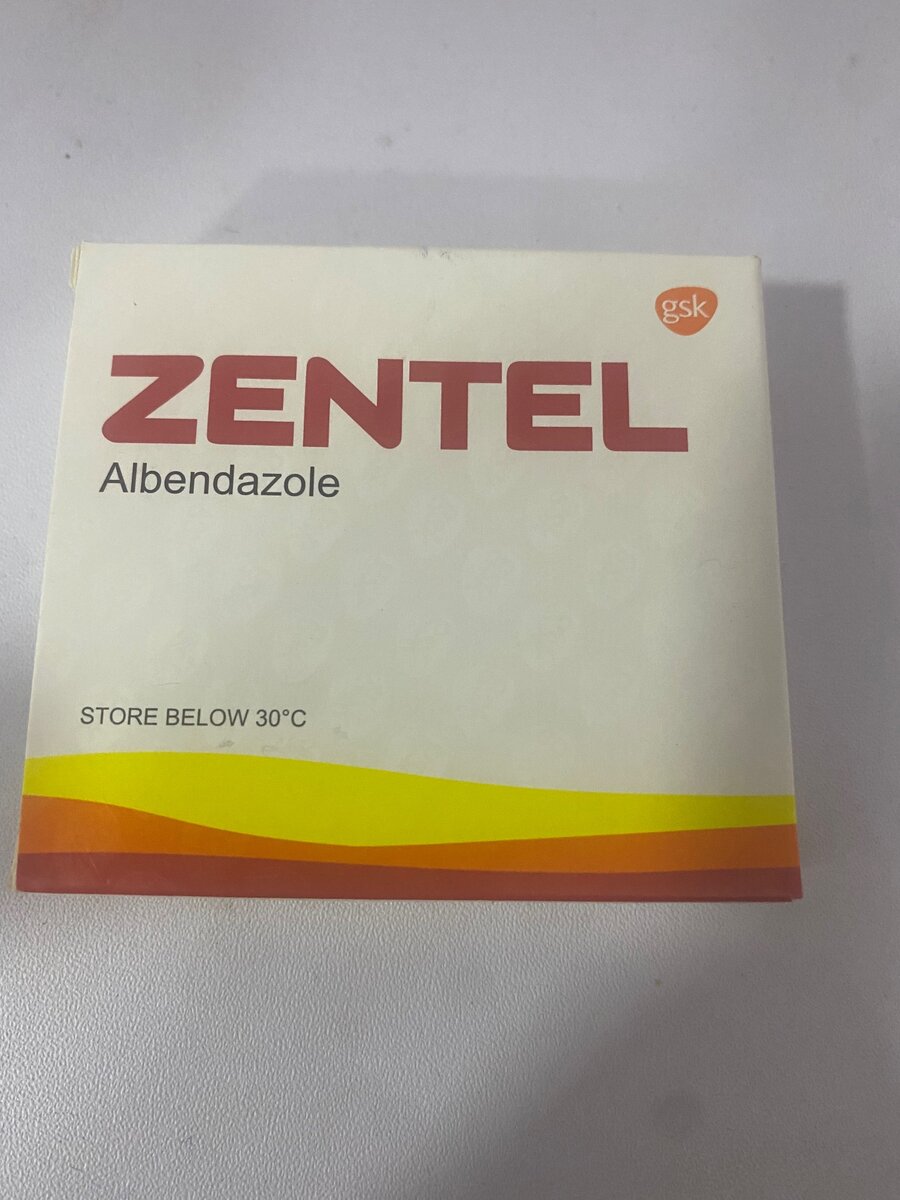 gsk
ZENTEL
Albendazole
STORE BELOW 30°C